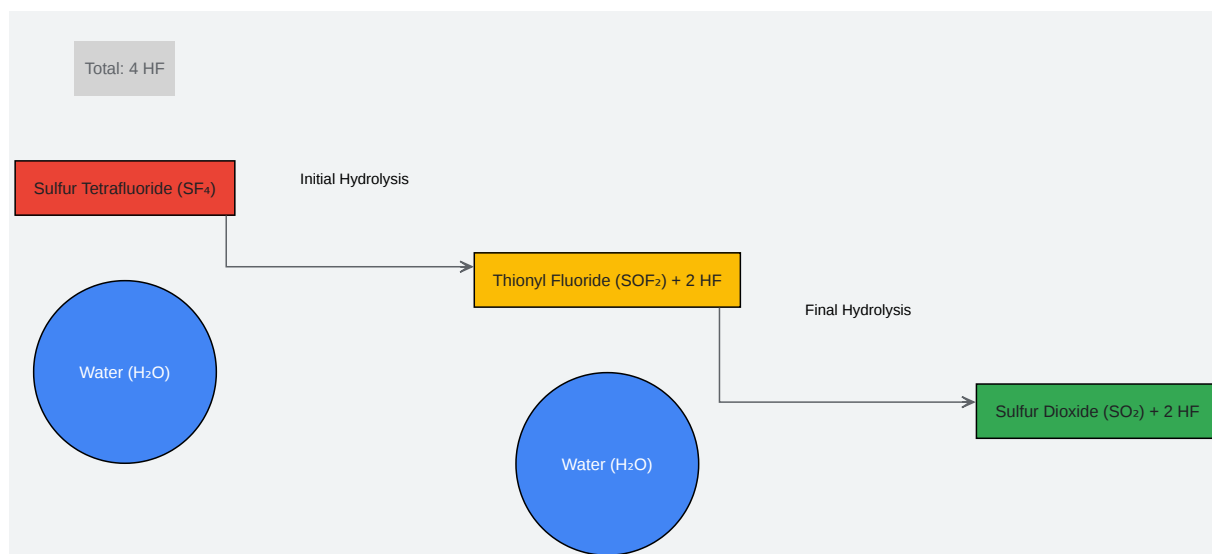 Total: 4 HF
Sulfur Tetrafluoride (SF₄)
Initial Hydrolysis
Thionyl Fluoride (SOF₂) + 2 HF
Final Hydrolysis
Water (H₂O)
Sulfur Dioxide (SO₂) + 2 HF
Water (H₂O)